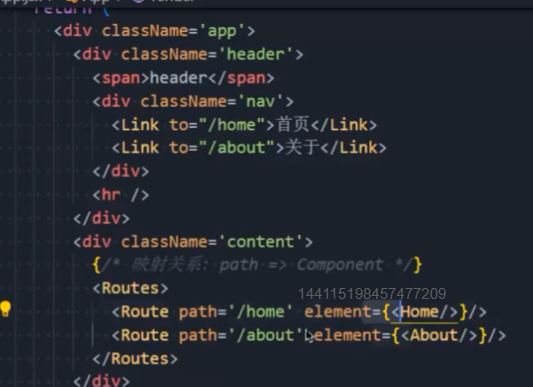 return (
<div className='app'>
<div className='header'>
<span>header</span>
<div className='nav'>
<Link to="/home">首页</Link>
<Link to="/about">关于</Link>
</div>
<hr />
</div>
<div className='content'>
{/* 映射关系: path => Component */}
<Routes>
144115198457477209
<Route path='/home' element={<Home/>}/>
<Route path='/about' element={<About/>}/>
</Routes>
</div>